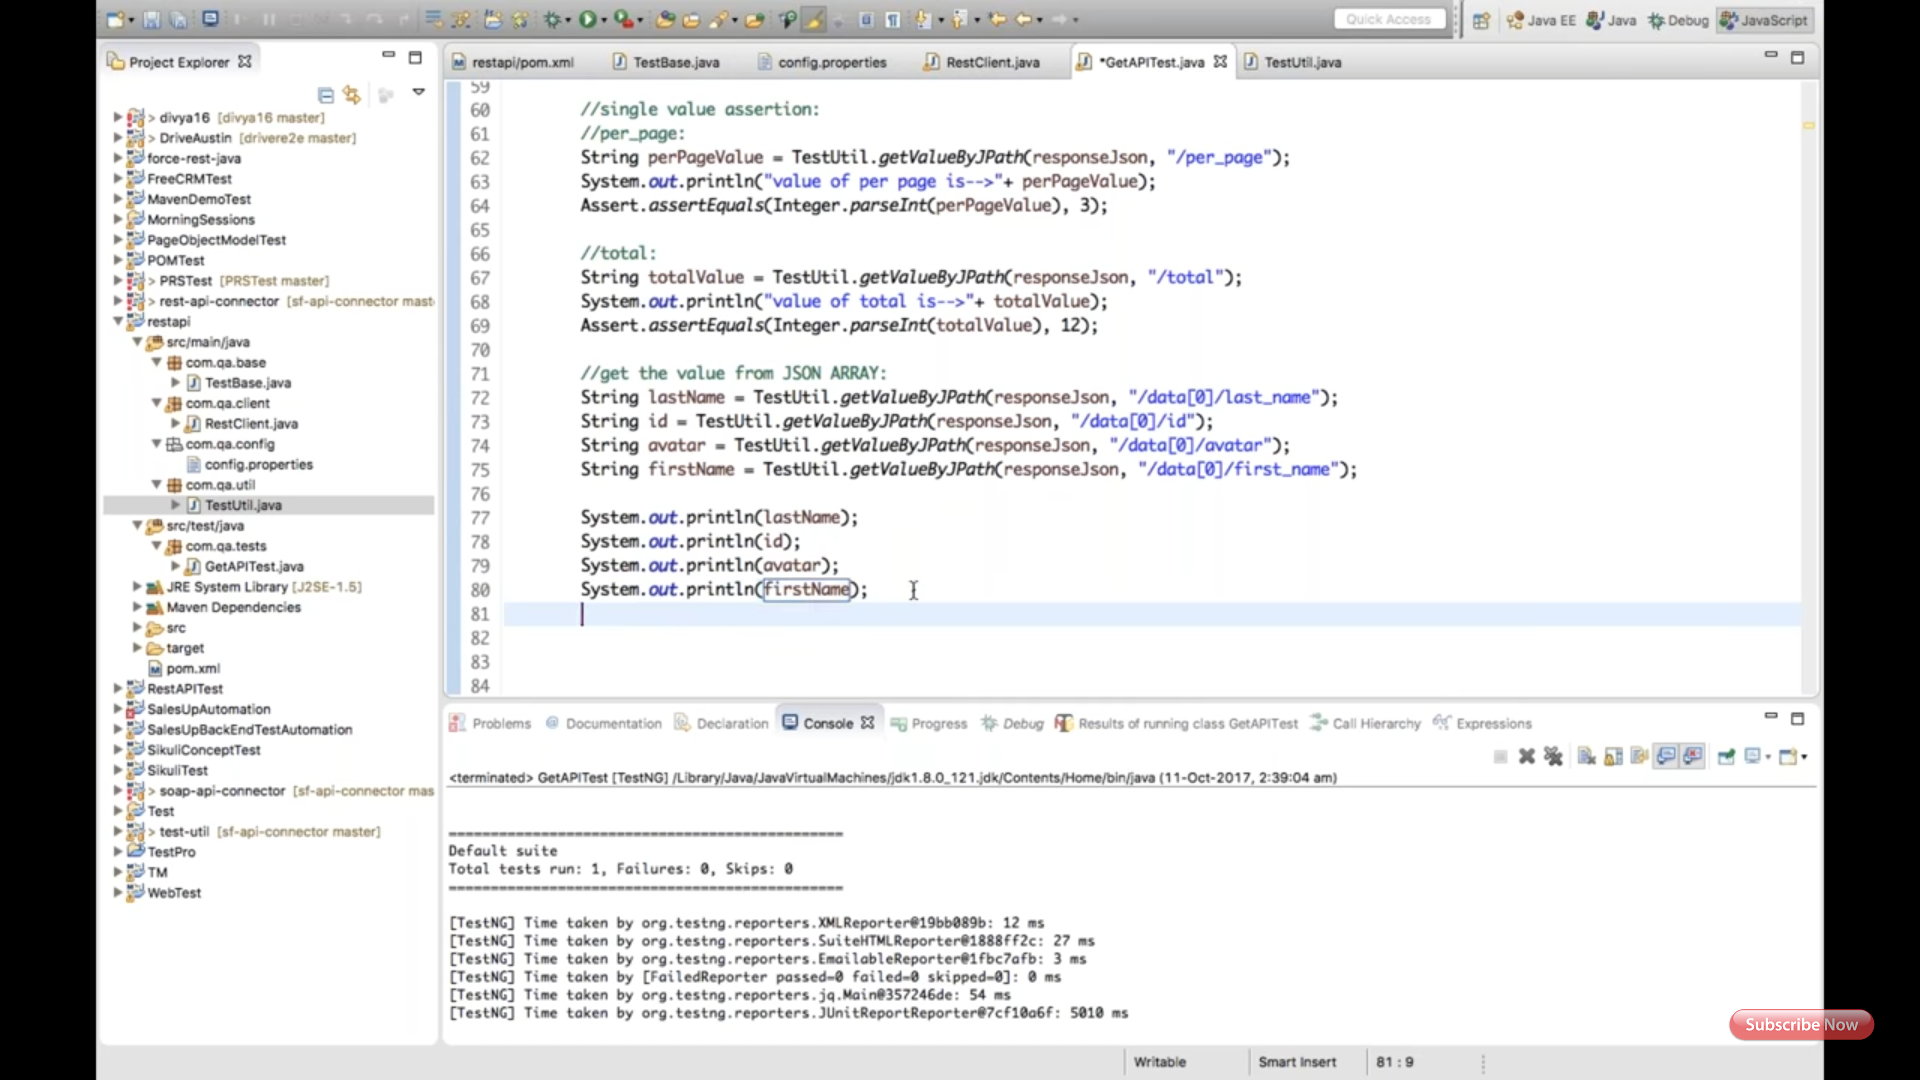 Quick Access
Java EE
Java
Debug
JavaScript
Project Explorer
restapi/pom.xml
TestBase.java
config.properties
RestClient.java
*GetAPITest.java
TestUtil.java
> divya16 [divya16 master]
> DriveAustin [drivere2e master]
force-rest-java
FreeCRMTest
MavenDemoTest
MorningSessions
PageObjectModelTest
POMTest
> PRSTest [PRSTest master]
> rest-api-connector [sf-api-connector mast
restapi
src/main/java
com.qa.base
TestBase.java
com.qa.client
RestClient.java
com.qa.config
config.properties
com.qa.util
TestUtil.java
src/test/java
com.qa.tests
GetAPITest.java
JRE System Library [J2SE-1.5]
Maven Dependencies
src
target
pom.xml
RestAPITest
SalesUpAutomation
SalesUpBackEndTestAutomation
SikuliConceptTest
SikuliTest
> soap-api-connector [sf-api-connector mas
Test
> test-util [sf-api-connector master]
TestPro
TM
WebTest
59
60 //single value assertion:
61 //per_page:
62 String perPageValue = TestUtil.getValueByJPath(responseJson, "/per_page");
63 System.out.println("value of per page is-->"+ perPageValue);
64 Assert.assertEquals(Integer.parseInt(perPageValue), 3);
65
66 //total:
67 String totalValue = TestUtil.getValueByJPath(responseJson, "/total");
68 System.out.println("value of total is-->"+ totalValue);
69 Assert.assertEquals(Integer.parseInt(totalValue), 12);
70
71 //get the value from JSON ARRAY:
72 String lastName = TestUtil.getValueByJPath(responseJson, "/data[0]/last_name");
73 String id = TestUtil.getValueByJPath(responseJson, "/data[0]/id");
74 String avatar = TestUtil.getValueByJPath(responseJson, "/data[0]/avatar");
75 String firstName = TestUtil.getValueByJPath(responseJson, "/data[0]/first_name");
76
77 System.out.println(lastName);
78 System.out.println(id);
79 System.out.println(avatar);
80 System.out.println(firstName);
81
82
83
84
Problems
Documentation
Declaration
Console
Progress
Debug
Results of running class GetAPITest
Call Hierarchy
Expressions
<terminated> GetAPITest [TestNG] /Library/Java/JavaVirtualMachines/jdk1.8.0_121.jdk/Contents/Home/bin/java (11-Oct-2017, 2:39:04 am)
===============================================
Default suite
Total tests run: 1, Failures: 0, Skips: 0
===============================================
[TestNG] Time taken by org.testng.reporters.XMLReporter@19bb089b: 12 ms
[TestNG] Time taken by org.testng.reporters.SuiteHTMLReporter@1888ff2c: 27 ms
[TestNG] Time taken by org.testng.reporters.EmailableReporter@1fbc7afb: 3 ms
[TestNG] Time taken by [FailedReporter passed=0 failed=0 skipped=0]: 0 ms
[TestNG] Time taken by org.testng.reporters.jq.Main@357246de: 54 ms
[TestNG] Time taken by org.testng.reporters.JUnitReportReporter@7cf10a6f: 5010 ms
Subscribe Now
Writable
Smart Insert
81 : 9